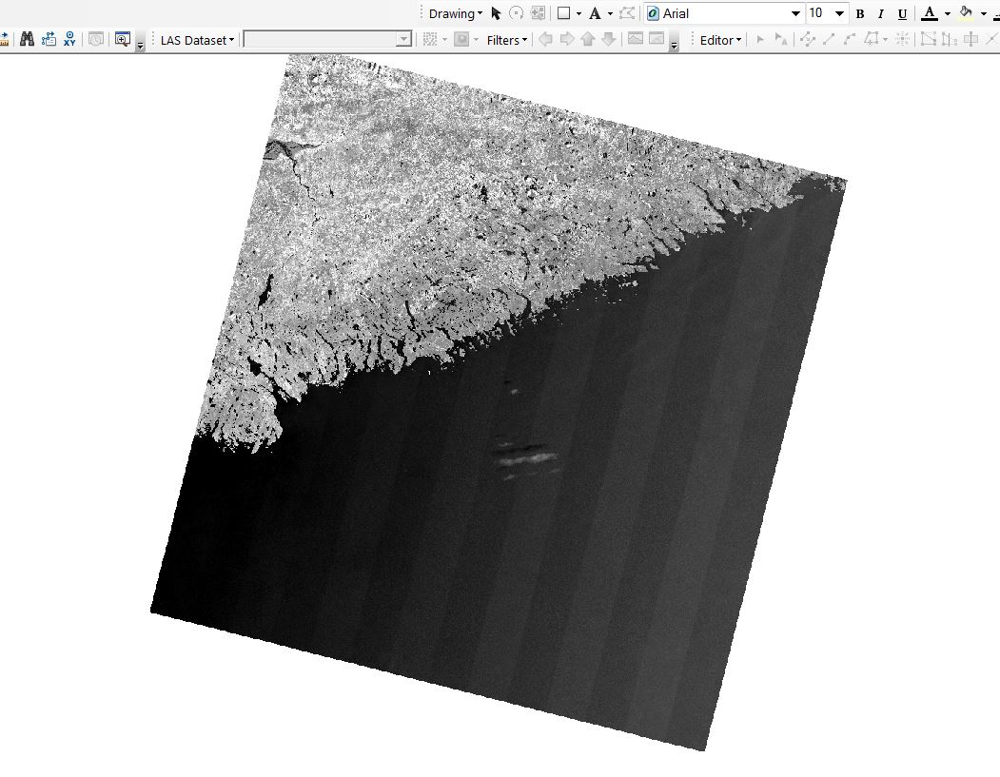 Drawing Arial 10 B I U A
XY LAS Dataset Filters Editor